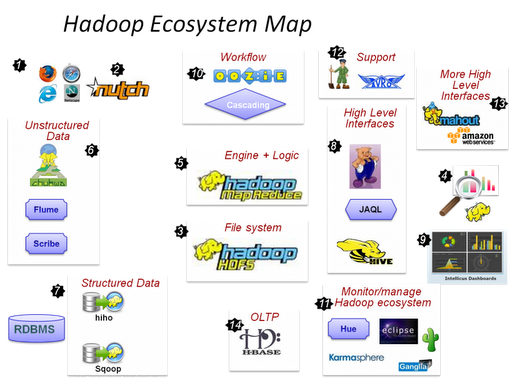 Hadoop Ecosystem Map
1
2
nutch
Workflow
10
OOZIE
Cascading
12
Support
AVRO
More High
Level
Interfaces
13
mahout
amazon
webservices
Unstructured
Data
6
chukwa
Flume
Scribe
Engine + Logic
5
hadoop
MapReduce
High Level
Interfaces
8
JAQL
HIVE
4
File system
3
hadoop
HDFS
9
Intellicus Dashboards
Structured Data
7
hiho
RDBMS
Sqoop
OLTP
14
H-BASE
Monitor/manage
Hadoop ecosystem
11
Hue
eclipse
Karmasphere
Ganglia